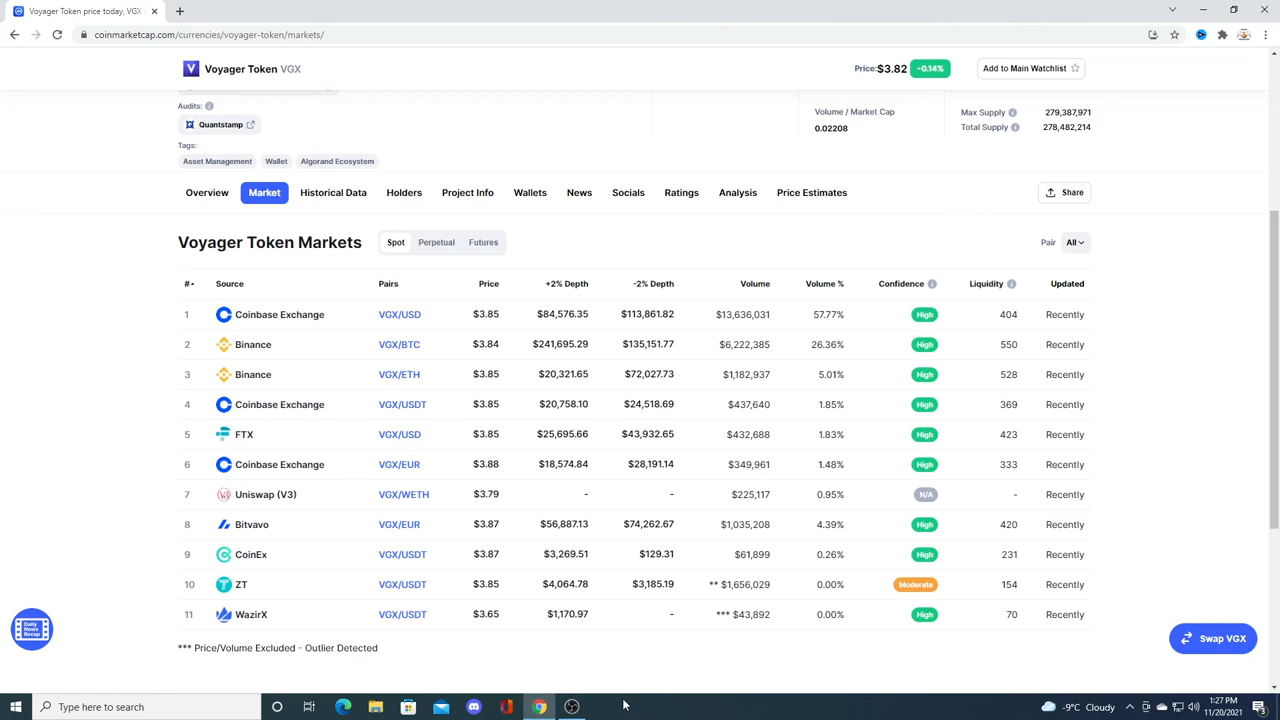 Voyager Token price today, VGX
coinmarketcap.com/currencies/voyager-token/markets/
V Voyager Token VGX Price: $3.82 -0.14% Add to Main Watchlist
Audits:
Volume / Market Cap Max Supply 279,387,971
Quantstamp 0.02208 Total Supply 278,482,214
Tags:
Asset Management Wallet Algorand Ecosystem
Overview Market Historical Data Holders Project Info Wallets News Socials Ratings Analysis Price Estimates Share
Voyager Token Markets Spot Perpetual Futures Pair All
# Source Pairs Price +2% Depth -2% Depth Volume Volume % Confidence Liquidity Updated
1 Coinbase Exchange VGX/USD $3.85 $84,576.35 $113,861.82 $13,636,031 57.77% High 404 Recently
2 Binance VGX/BTC $3.84 $241,695.29 $135,151.77 $6,222,385 26.36% High 550 Recently
3 Binance VGX/ETH $3.85 $20,321.65 $72,027.73 $1,182,937 5.01% High 528 Recently
4 Coinbase Exchange VGX/USDT $3.85 $20,758.10 $24,518.69 $437,640 1.85% High 369 Recently
5 FTX VGX/USD $3.85 $25,695.66 $43,932.65 $432,688 1.83% High 423 Recently
6 Coinbase Exchange VGX/EUR $3.88 $18,574.84 $28,191.14 $349,961 1.48% High 333 Recently
7 Uniswap (V3) VGX/WETH $3.79 - - $225,117 0.95% N/A - Recently
8 Bitvavo VGX/EUR $3.87 $56,887.13 $74,262.67 $1,035,208 4.39% High 420 Recently
9 CoinEx VGX/USDT $3.87 $3,269.51 $129.31 $61,899 0.26% High 231 Recently
10 ZT VGX/USDT $3.85 $4,064.78 $3,185.19 ** $1,656,029 0.00% Moderate 154 Recently
11 WazirX VGX/USDT $3.65 $1,170.97 - *** $43,892 0.00% High 70 Recently
Daily
News
Recap
Swap VGX
*** Price/Volume Excluded - Outlier Detected
Type here to search -9°C Cloudy 1:27 PM
11/20/2021 3